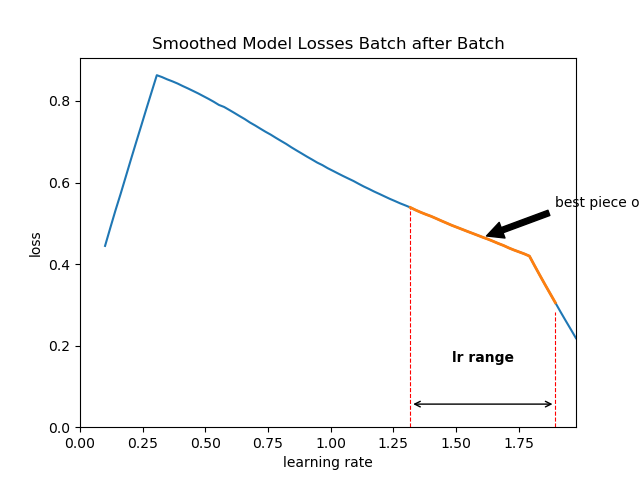 Smoothed Model Losses Batch after Batch
0.8
0.6
0.4
0.2
0.0
loss
best piece o
lr range
0.00 0.25 0.50 0.75 1.00 1.25 1.50 1.75
learning rate